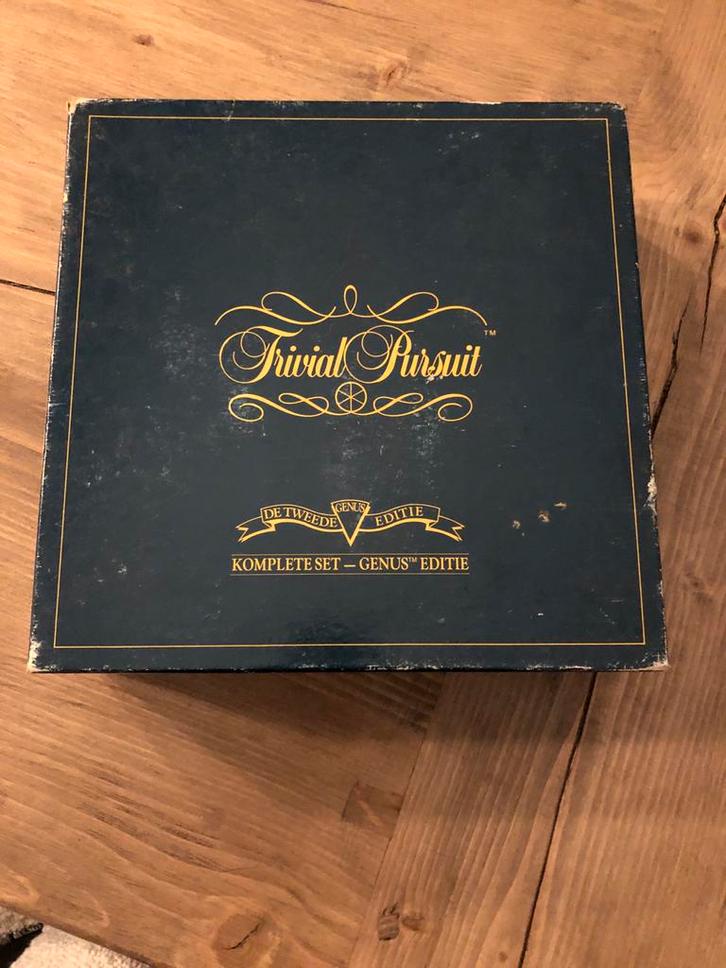 Trivial Pursuit™
DE TWEEDE GENUS EDITIE
KOMPLETE SET — GENUS™ EDITIE